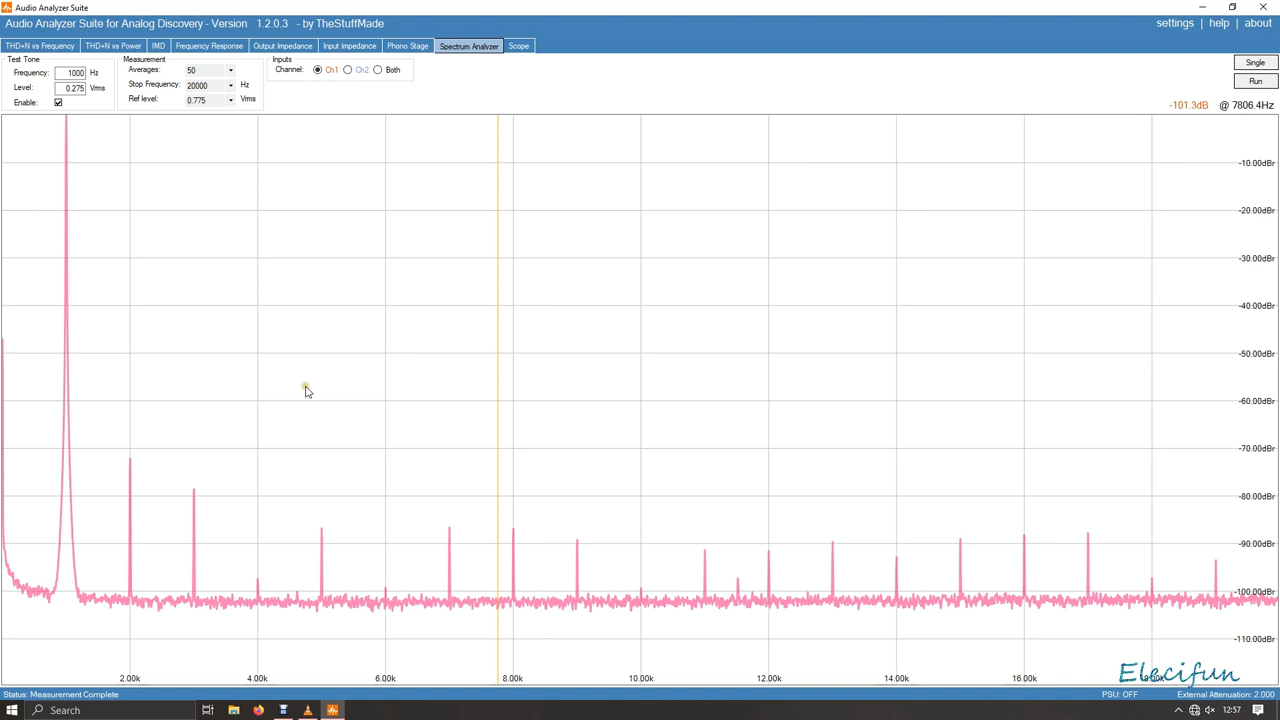 Audio Analyzer Suite
Audio Analyzer Suite for Analog Discovery - Version 1.2.0.3 - by TheStuffMade
settings | help | about
THD+N vs Frequency THD+N vs Power IMD Frequency Response Output Impedance Input Impedance Phono Stage Spectrum Analyzer Scope
Test Tone Measurement Inputs
Frequency: 1000 Hz Averages: 50 Channel: Ch1 Ch2 Both Single
Level: 0.275 Vrms Stop Frequency: 20000 Hz Run
Enable: Ref level: 0.775 Vrms
-101.3dB @ 7806.4Hz
-10.00dBr
-20.00dBr
-30.00dBr
-40.00dBr
-50.00dBr
-60.00dBr
-70.00dBr
-80.00dBr
-90.00dBr
-100.00dBr
-110.00dBr
2.00k 4.00k 6.00k 8.00k 10.00k 12.00k 14.00k 16.00k 18.00k
Elecifun
Status: Measurement Complete PSU: OFF External Attenuation: 2.000
Search 12:57